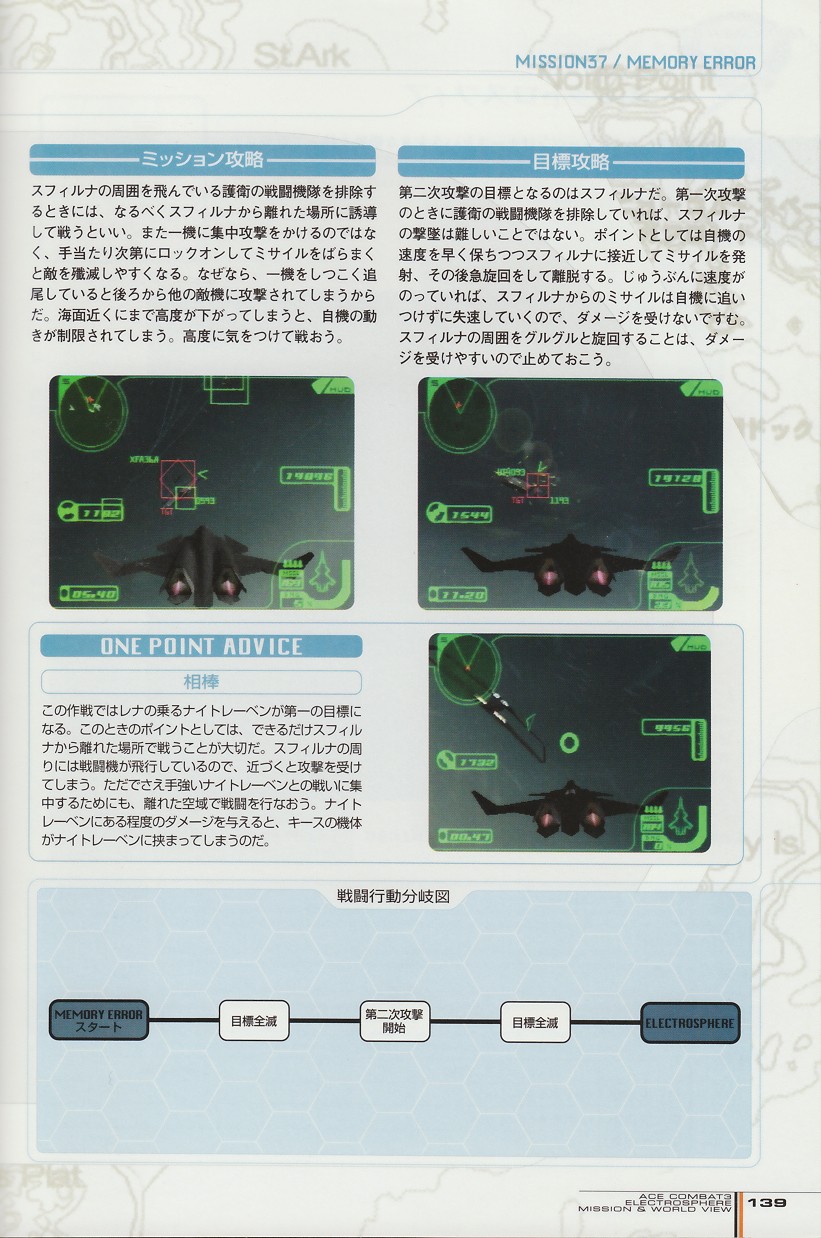 St.Ark
MISSION37 / MEMORY ERROR
North Point
ミッション攻略
スフィルナの周囲を飛んでいる護衛の戦闘機隊を排除す
るときには、なるべくスフィルナから離れた場所に誘導
して戦うといい。また一機に集中攻撃をかけるのではな
く、手当たり次第にロックオンしてミサイルをばらまく
と敵を殲滅しやすくなる。なぜなら、一機をしつこく追
尾していると後ろから他の敵機に攻撃されてしまうから
だ。海面近くにまで高度が下がってしまうと、自機の動
きが制限されてしまう。高度に気をつけて戦おう。
目標攻略
第二次攻撃の目標となるのはスフィルナだ。第一次攻撃
のときに護衛の戦闘機隊を排除していれば、スフィルナ
の撃墜は難しいことではない。ポイントとしては自機の
速度を早く保ちつつスフィルナに接近してミサイルを発
射、その後急旋回をして離脱する。じゅうぶんに速度が
のっていれば、スフィルナからのミサイルは自機に追い
つけずに失速していくので、ダメージを受けないですむ。
スフィルナの周囲をグルグルと旋回することは、ダメー
ジを受けやすいので止めておこう。
ドック
HUD
XFA36A
19896
1182
TGT
05.40
HUD
19128
1544
TGT
1193
11.20
ONE POINT ADVICE
相棒
この作戦ではレナの乗るナイトレーベンが第一の目標に
なる。このときのポイントとしては、できるだけスフィル
ナから離れた場所で戦うことが大切だ。スフィルナの周
りには戦闘機が飛行しているので、近づくと攻撃を受け
てしまう。ただでさえ手強いナイトレーベンとの戦いに集
中するためにも、離れた空域で戦闘を行なおう。ナイト
レーベンにある程度のダメージを与えると、キースの機体
がナイトレーベンに挟まってしまうのだ。
HUD
9956
1732
00.47
戦闘行動分岐図
MEMORY ERROR
スタート
目標全滅
第二次攻撃
開始
目標全滅
ELECTROSPHERE
ACE COMBAT3
ELECTROSPHERE
MISSION & WORLD VIEW
139